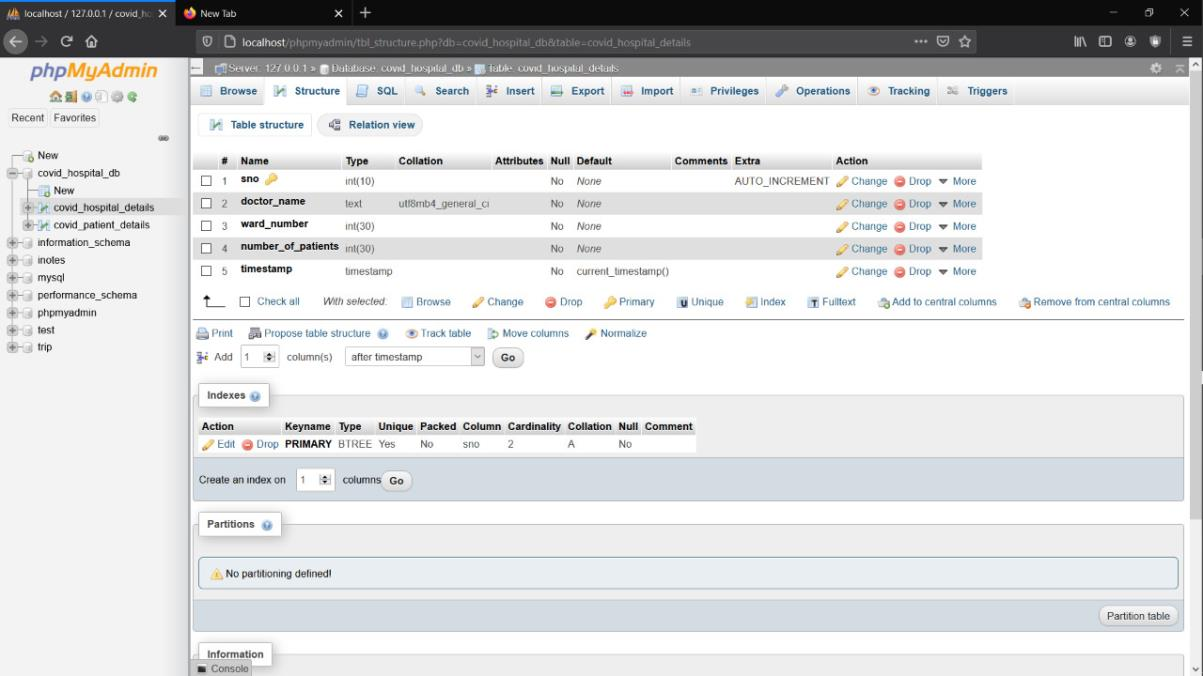 localhost / 127.0.0.1 / covid_ho
New Tab
localhost/phpmyadmin/tbl_structure.php?db=covid_hospital_db&table=covid_hospital_details
phpMyAdmin
Recent Favorites
New
covid_hospital_db
New
covid_hospital_details
covid_patient_details
information_schema
inotes
mysql
performance_schema
phpmyadmin
test
trip
Server: 127.0.0.1 » Database: covid_hospital_db » Table: covid_hospital_details
Browse Structure SQL Search Insert Export Import Privileges Operations Tracking Triggers
Table structure Relation view
# Name Type Collation Attributes Null Default Comments Extra Action
1 sno int(10) No None AUTO_INCREMENT Change Drop More
2 doctor_name text utf8mb4_general_ci No None Change Drop More
3 ward_number int(30) No None Change Drop More
4 number_of_patients int(30) No None Change Drop More
5 timestamp timestamp No current_timestamp() Change Drop More
Check all With selected: Browse Change Drop Primary Unique Index Fulltext Add to central columns Remove from central columns
Print Propose table structure Track table Move columns Normalize
Add 1 column(s) after timestamp Go
Indexes
Action Keyname Type Unique Packed Column Cardinality Collation Null Comment
Edit Drop PRIMARY BTREE Yes No sno 2 A No
Create an index on 1 columns Go
Partitions
No partitioning defined!
Partition table
Information
Console